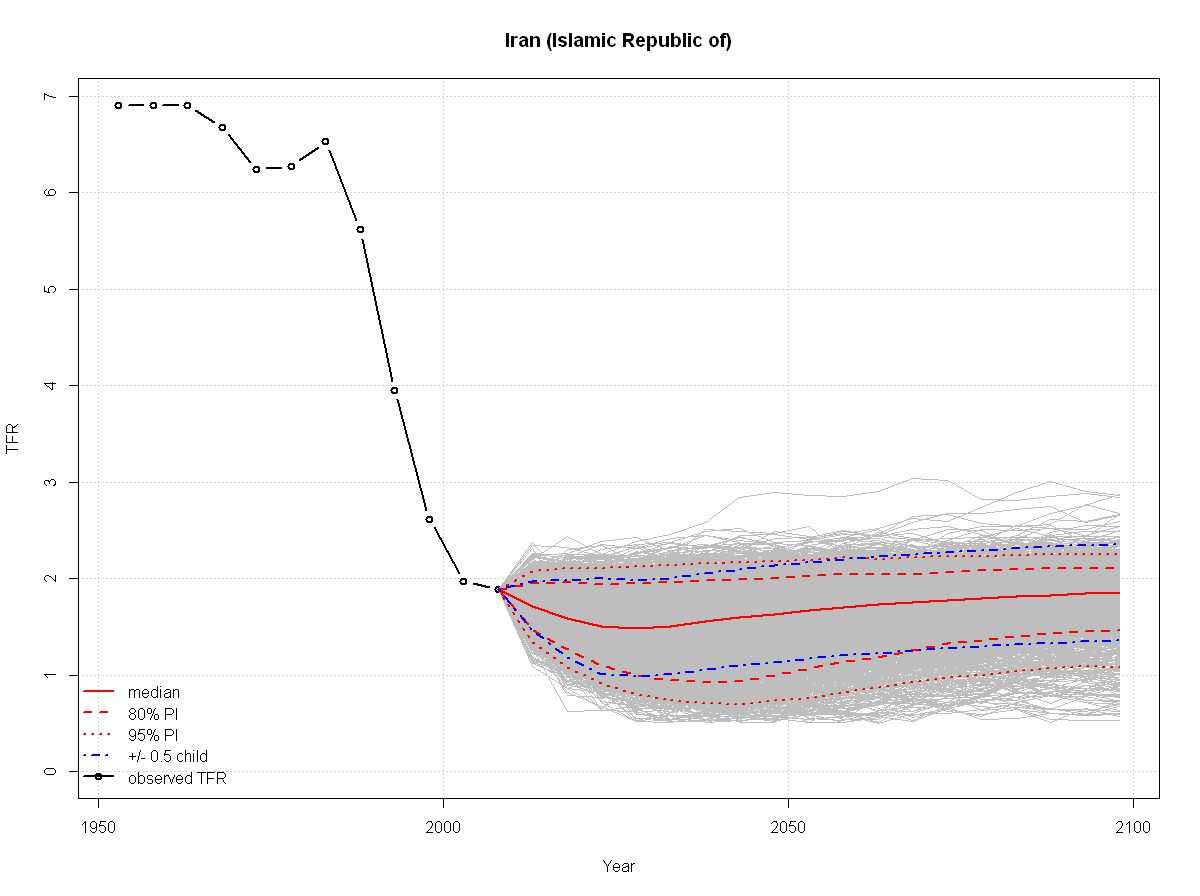 Iran (Islamic Republic of)
TFR
7
6
5
4
3
2
1
0
median
80% PI
95% PI
+/- 0.5 child
observed TFR
1950
2000
2050
2100
Year